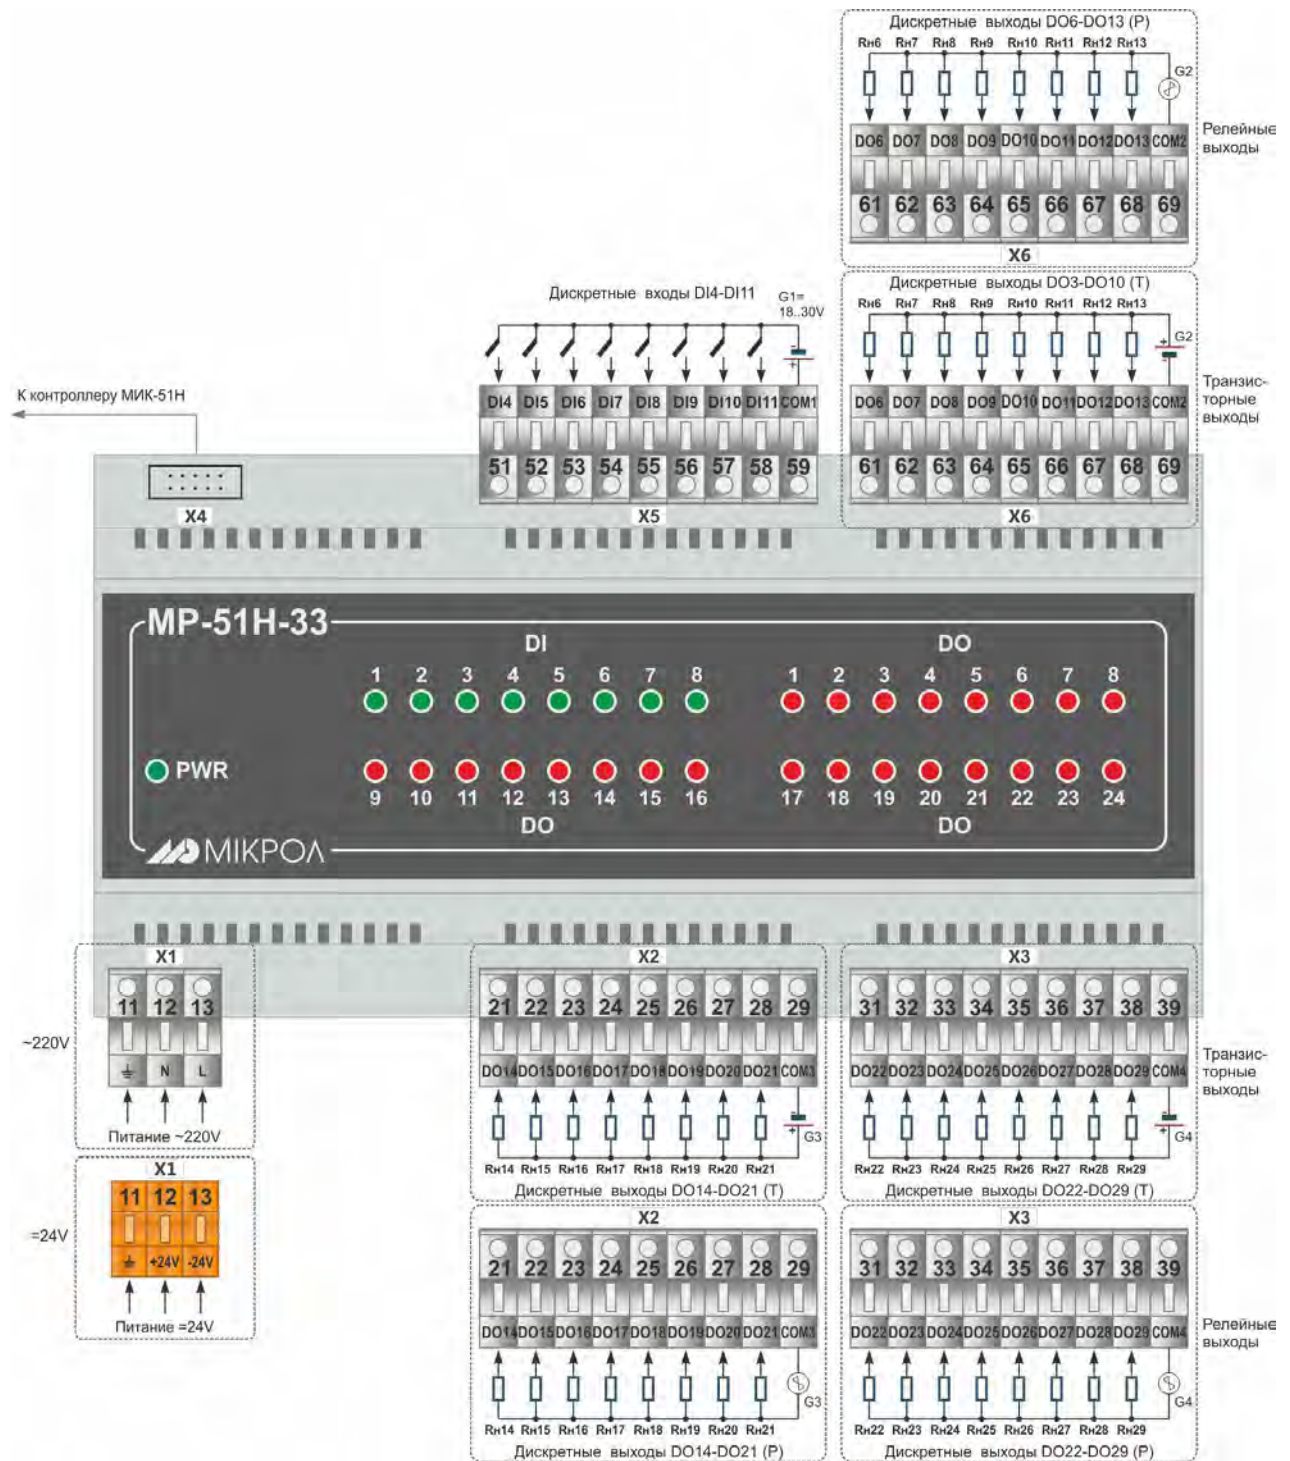 Дискретные выходы DO6-DO13 (Р)
Rн6 Rн7 Rн8 Rн9 Rн10 Rн11 Rн12 Rн13
G2
DO6 DO7 DO8 DO9 DO10 DO11 DO12 DO13 COM2
61 62 63 64 65 66 67 68 69
X6
Релейные
выходы
Дискретные входы DI4-DI11
G1=
18..30V
DI4 DI5 DI6 DI7 DI8 DI9 DI10 DI11 COM1
51 52 53 54 55 56 57 58 59
X5
Дискретные выходы DO3-DO10 (Т)
Rн6 Rн7 Rн8 Rн9 Rн10 Rн11 Rн12 Rн13
G2
DO6 DO7 DO8 DO9 DO10 DO11 DO12 DO13 COM2
61 62 63 64 65 66 67 68 69
X6
Транзис-
торные
выходы
К контроллеру МИК-51Н
X4
МР-51Н-33
DI
1 2 3 4 5 6 7 8
DO
1 2 3 4 5 6 7 8
PWR
9 10 11 12 13 14 15 16
DO
17 18 19 20 21 22 23 24
DO
МІКРОЛ
X1
11 12 13
~220V
N L
Питание ~220V
X1
11 12 13
=24V
+24V -24V
Питание =24V
X2
21 22 23 24 25 26 27 28 29
DO14 DO15 DO16 DO17 DO18 DO19 DO20 DO21 COM3
G3
Rн14 Rн15 Rн16 Rн17 Rн18 Rн19 Rн20 Rн21
Дискретные выходы DO14-DO21 (Т)
X3
31 32 33 34 35 36 37 38 39
DO22 DO23 DO24 DO25 DO26 DO27 DO28 DO29 COM4
G4
Rн22 Rн23 Rн24 Rн25 Rн26 Rн27 Rн28 Rн29
Дискретные выходы DO22-DO29 (Т)
Транзис-
торные
выходы
X2
21 22 23 24 25 26 27 28 29
DO14 DO15 DO16 DO17 DO18 DO19 DO20 DO21 COM3
G3
Rн14 Rн15 Rн16 Rн17 Rн18 Rн19 Rн20 Rн21
Дискретные выходы DO14-DO21 (Р)
X3
31 32 33 34 35 36 37 38 39
DO22 DO23 DO24 DO25 DO26 DO27 DO28 DO29 COM4
G4
Rн22 Rн23 Rн24 Rн25 Rн26 Rн27 Rн28 Rн29
Дискретные выходы DO22-DO29 (Р)
Релейные
выходы